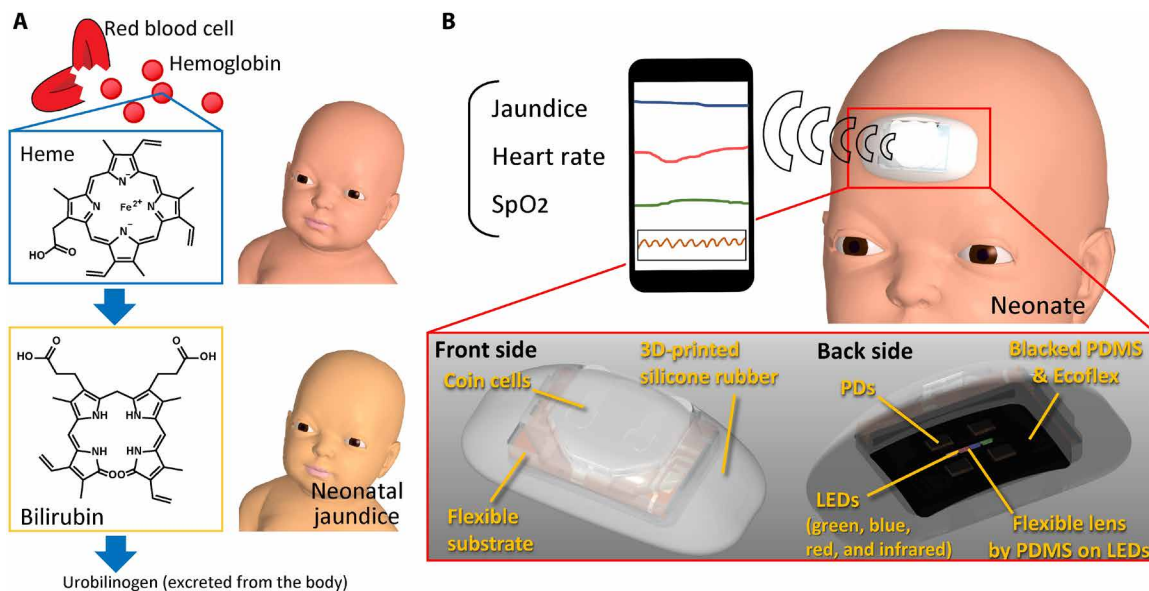 A
Red blood cell
Hemoglobin
Heme
N
−
N
Fe2+
N
N
−
O
HO
O
O
HO
OH
NH
HN
NH
HN
OO
Bilirubin
Neonatal
jaundice
Urobilinogen (excreted from the body)
B
Jaundice
Heart rate
SpO2
Neonate
Front side
Coin cells
3D-printed
silicone rubber
Flexible
substrate
Back side
Blacked PDMS
& Ecoflex
PDs
LEDs
(green, blue,
red, and infrared)
Flexible lens
by PDMS on LEDs